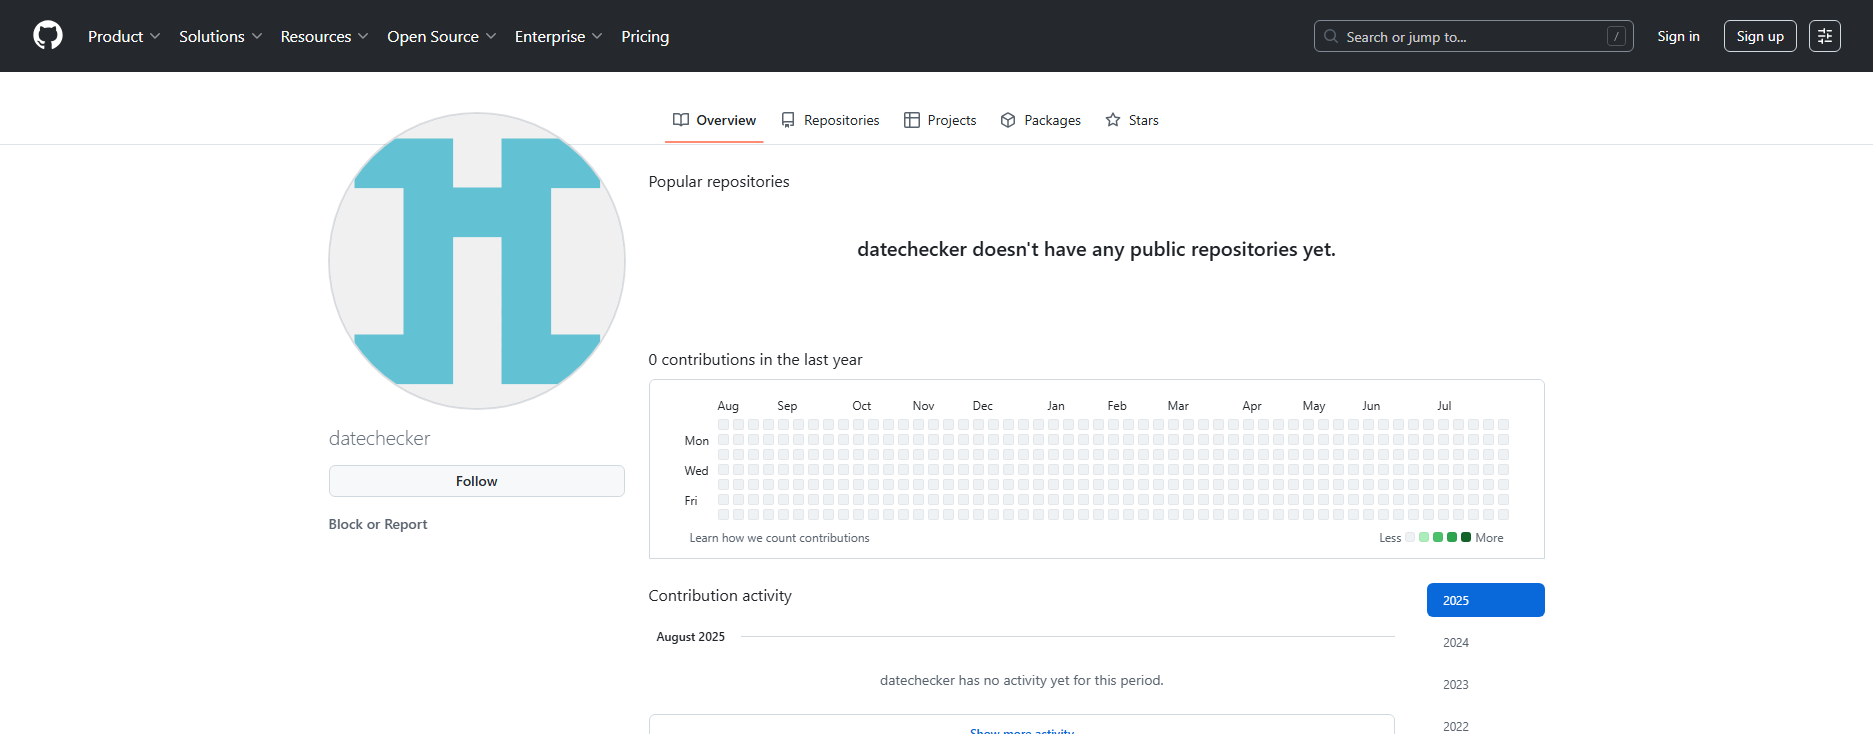 Product Solutions Resources Open Source Enterprise Pricing Search or jump to... / Sign in Sign up
Overview Repositories Projects Packages Stars
datechecker
Follow
Block or Report
Popular repositories
datechecker doesn't have any public repositories yet.
0 contributions in the last year
Aug Sep Oct Nov Dec Jan Feb Mar Apr May Jun Jul
Mon
Wed
Fri
Learn how we count contributions Less More
Contribution activity
August 2025
datechecker has no activity yet for this period.
Show more activity
2025
2024
2023
2022